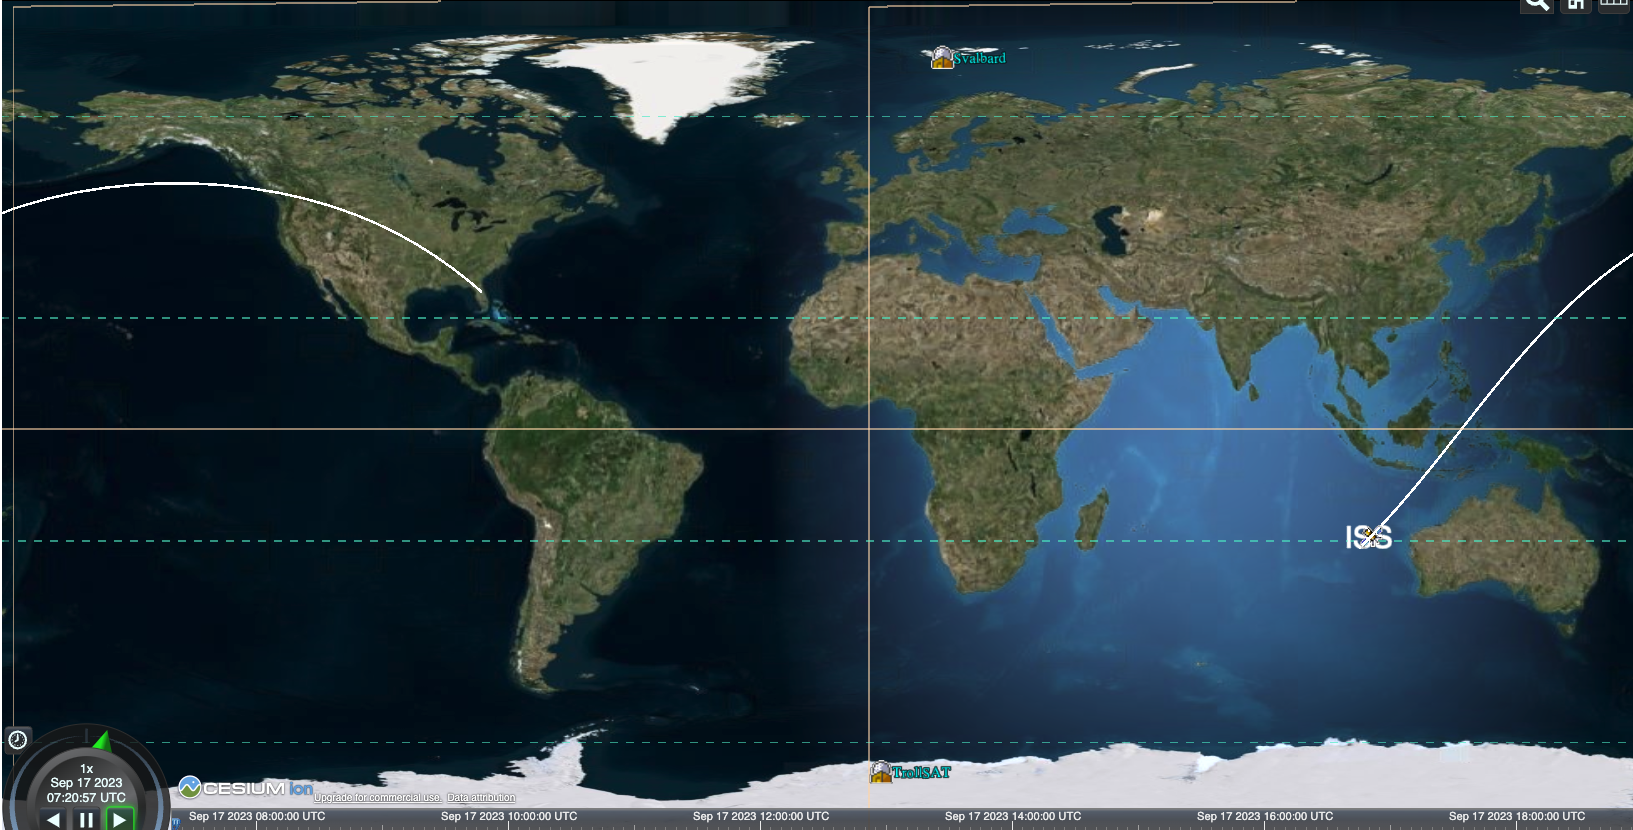 Svalbard
ISS
TrollSAT
1x
Sep 17 2023
07:20:57 UTC
CESIUM ion
Upgrade for commercial use. Data attribution
Sep 17 2023 08:00:00 UTC
Sep 17 2023 10:00:00 UTC
Sep 17 2023 12:00:00 UTC
Sep 17 2023 14:00:00 UTC
Sep 17 2023 16:00:00 UTC
Sep 17 2023 18:00:00 UTC